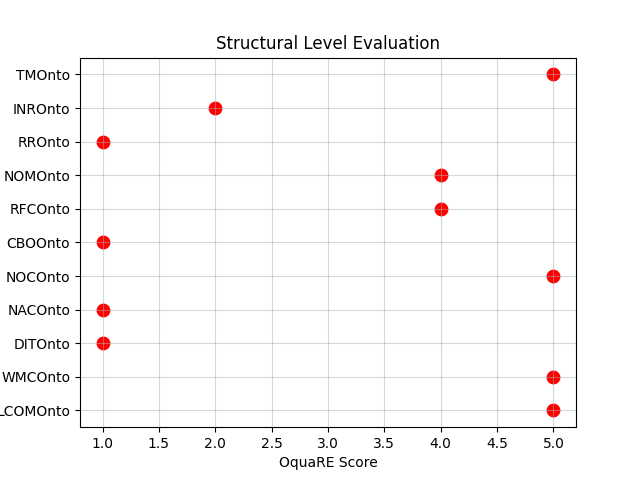 Structural Level Evaluation
TMOnto
INROnto
RROnto
NOMOnto
RFCOnto
CBOOnto
NOCOnto
NACOnto
DITOnto
WMCOnto
LCOMOnto
1.0 1.5 2.0 2.5 3.0 3.5 4.0 4.5 5.0
OquaRE Score